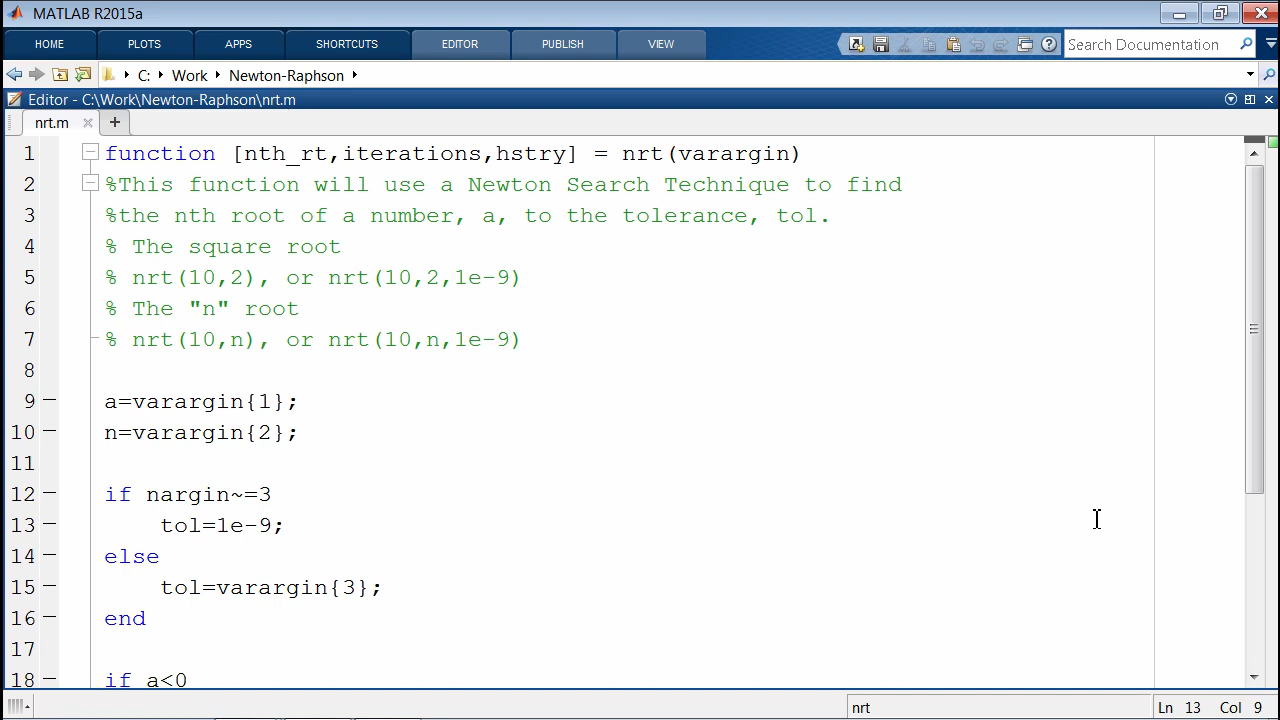 MATLAB R2015a
HOME PLOTS APPS SHORTCUTS EDITOR PUBLISH VIEW Search Documentation
C: Work Newton-Raphson
Editor - C:\Work\Newton-Raphson\nrt.m
nrt.m
1 function [nth_rt,iterations,hstry] = nrt(varargin)
2 %This function will use a Newton Search Technique to find
3 %the nth root of a number, a, to the tolerance, tol.
4 % The square root
5 % nrt(10,2), or nrt(10,2,1e-9)
6 % The "n" root
7 % nrt(10,n), or nrt(10,n,1e-9)
8
9 a=varargin{1};
10 n=varargin{2};
11
12 if nargin~=3
13 tol=1e-9;
14 else
15 tol=varargin{3};
16 end
17
18 if a<0
nrt Ln 13 Col 9